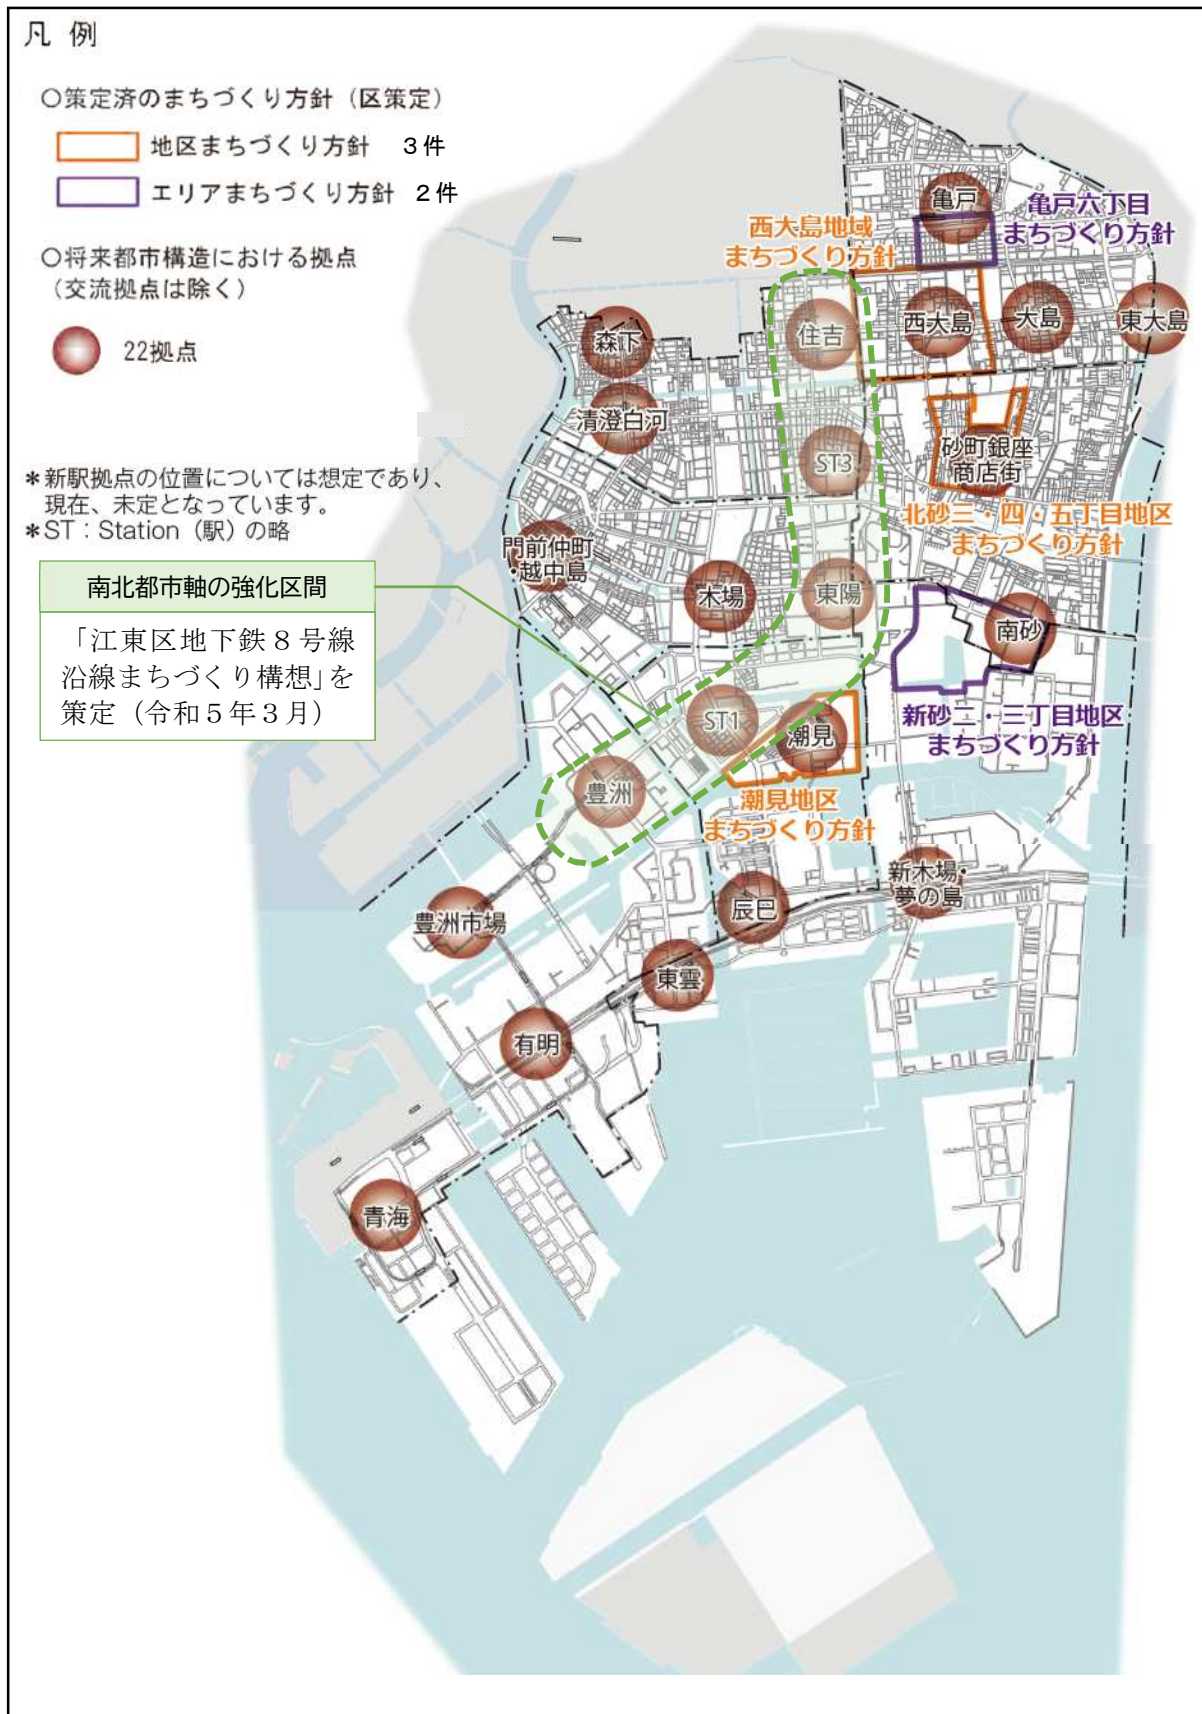 凡 例
○策定済のまちづくり方針（区策定）
地区まちづくり方針 3件
エリアまちづくり方針 2件
○将来都市構造における拠点
（交流拠点は除く）
22拠点
＊新駅拠点の位置については想定であり、
現在、未定となっています。
＊ST：Station（駅）の略
南北都市軸の強化区間
「江東区地下鉄８号線
沿線まちづくり構想」を
策定（令和５年３月）
亀戸
亀戸六丁目
まちづくり方針
西大島地域
まちづくり方針
森下
住吉
西大島
大島
東大島
清澄白河
ST3
砂町銀座
商店街
北砂三・四・五丁目地区
まちづくり方針
門前仲町
・越中島
木場
東陽
南砂
新砂二・三丁目地区
まちづくり方針
ST1
潮見
豊洲
潮見地区
まちづくり方針
新木場・
夢の島
辰巳
豊洲市場
東雲
有明
青海